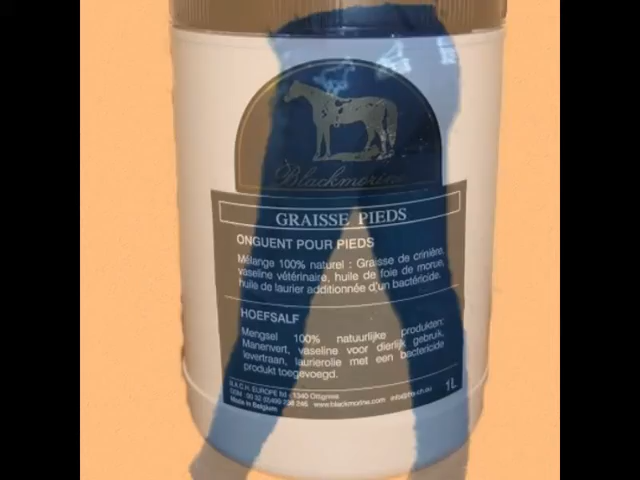 Blackmorine
GRAISSE PIEDS
ONGUENT POUR PIEDS
Mélange 100% naturel : Graisse de crinière,
vaseline vétérinaire, huile de foie de morue,
huile de laurier additionnée d'un bactéricide.
HOEFSALF
Mengsel 100% natuurlijke produkten:
Manenvert, vaseline voor dierlijk gebruik,
levertraan, laurierolie met een bactericide
produkt toegevoegd.
EUROPE 1340 Ottignies
www.blackmorine.com
Made in Belgium
1L